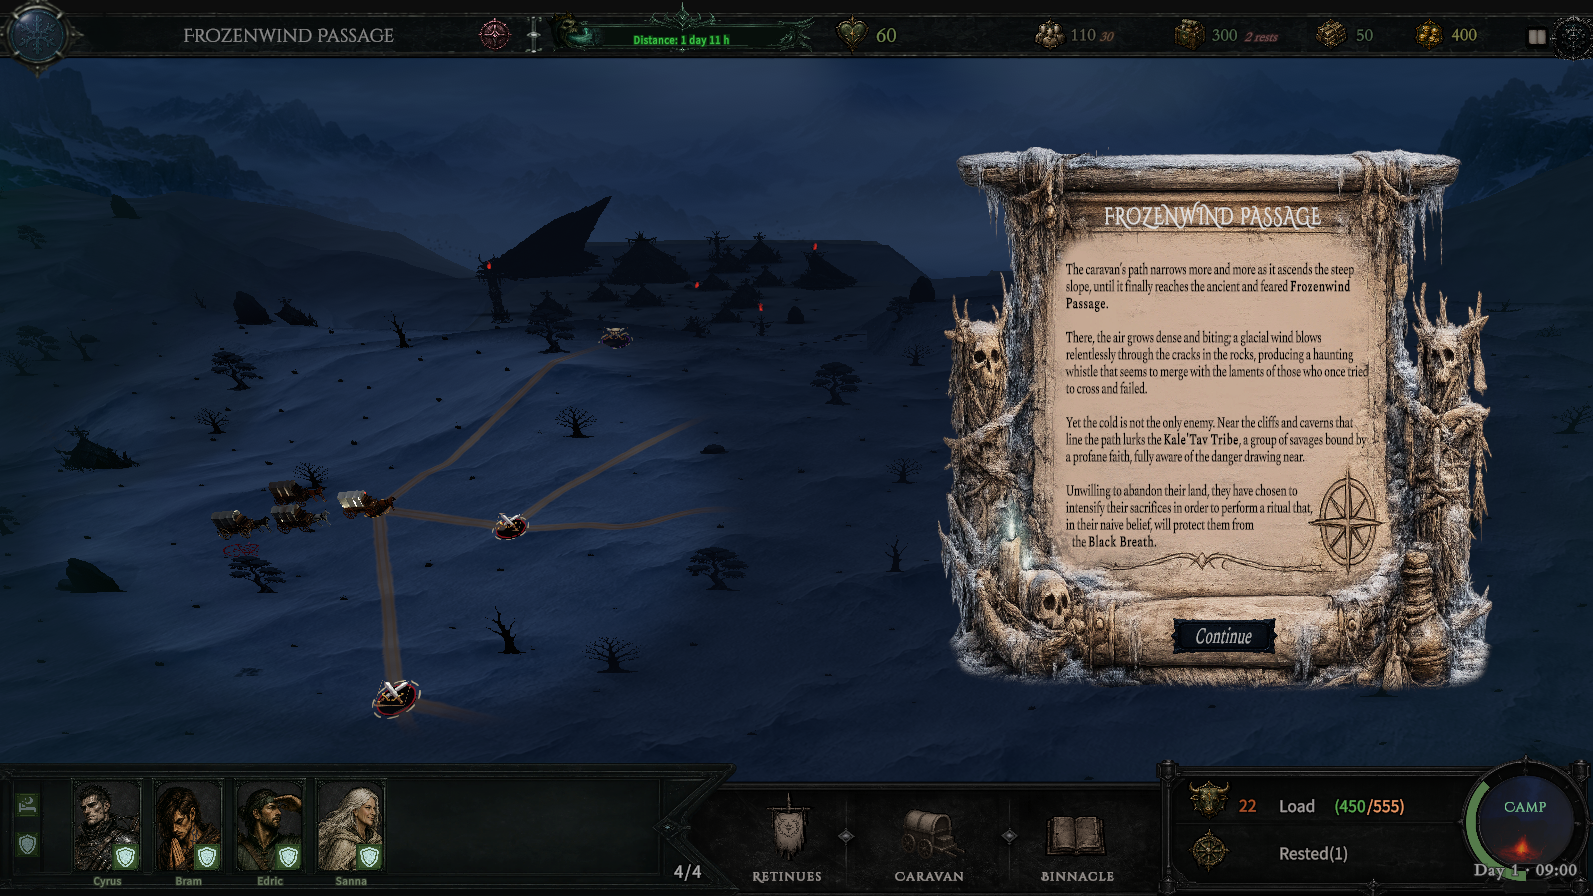 FROZENWIND PASSAGE
Distance: 1 day 11 h
60
110 30
300 2 rests
50
400
FROZENWIND PASSAGE
The caravan's path narrows more and more as it ascends the steep
slope, until it finally reaches the ancient and feared Frozenwind
Passage.
There, the air grows dense and biting; a glacial wind blows
relentlessly through the cracks in the rocks, producing a haunting
whistle that seems to merge with the laments of those who once tried
to cross and failed.
Yet the cold is not the only enemy. Near the cliffs and caverns that
line the path lurks the Kale'Tav Tribe, a group of savages bound by
a profane faith, fully aware of the danger drawing near.
Unwilling to abandon their land, they have chosen to
intensify their sacrifices in order to perform a ritual that,
in their naive belief, will protect them from
the Black Breath.
Continue
Cyrus
Bram
Edric
Sanna
4/4
RETINUES
CARAVAN
BINNACLE
22 Load (450/555)
Rested(1)
CAMP
Day 1 · 09:00